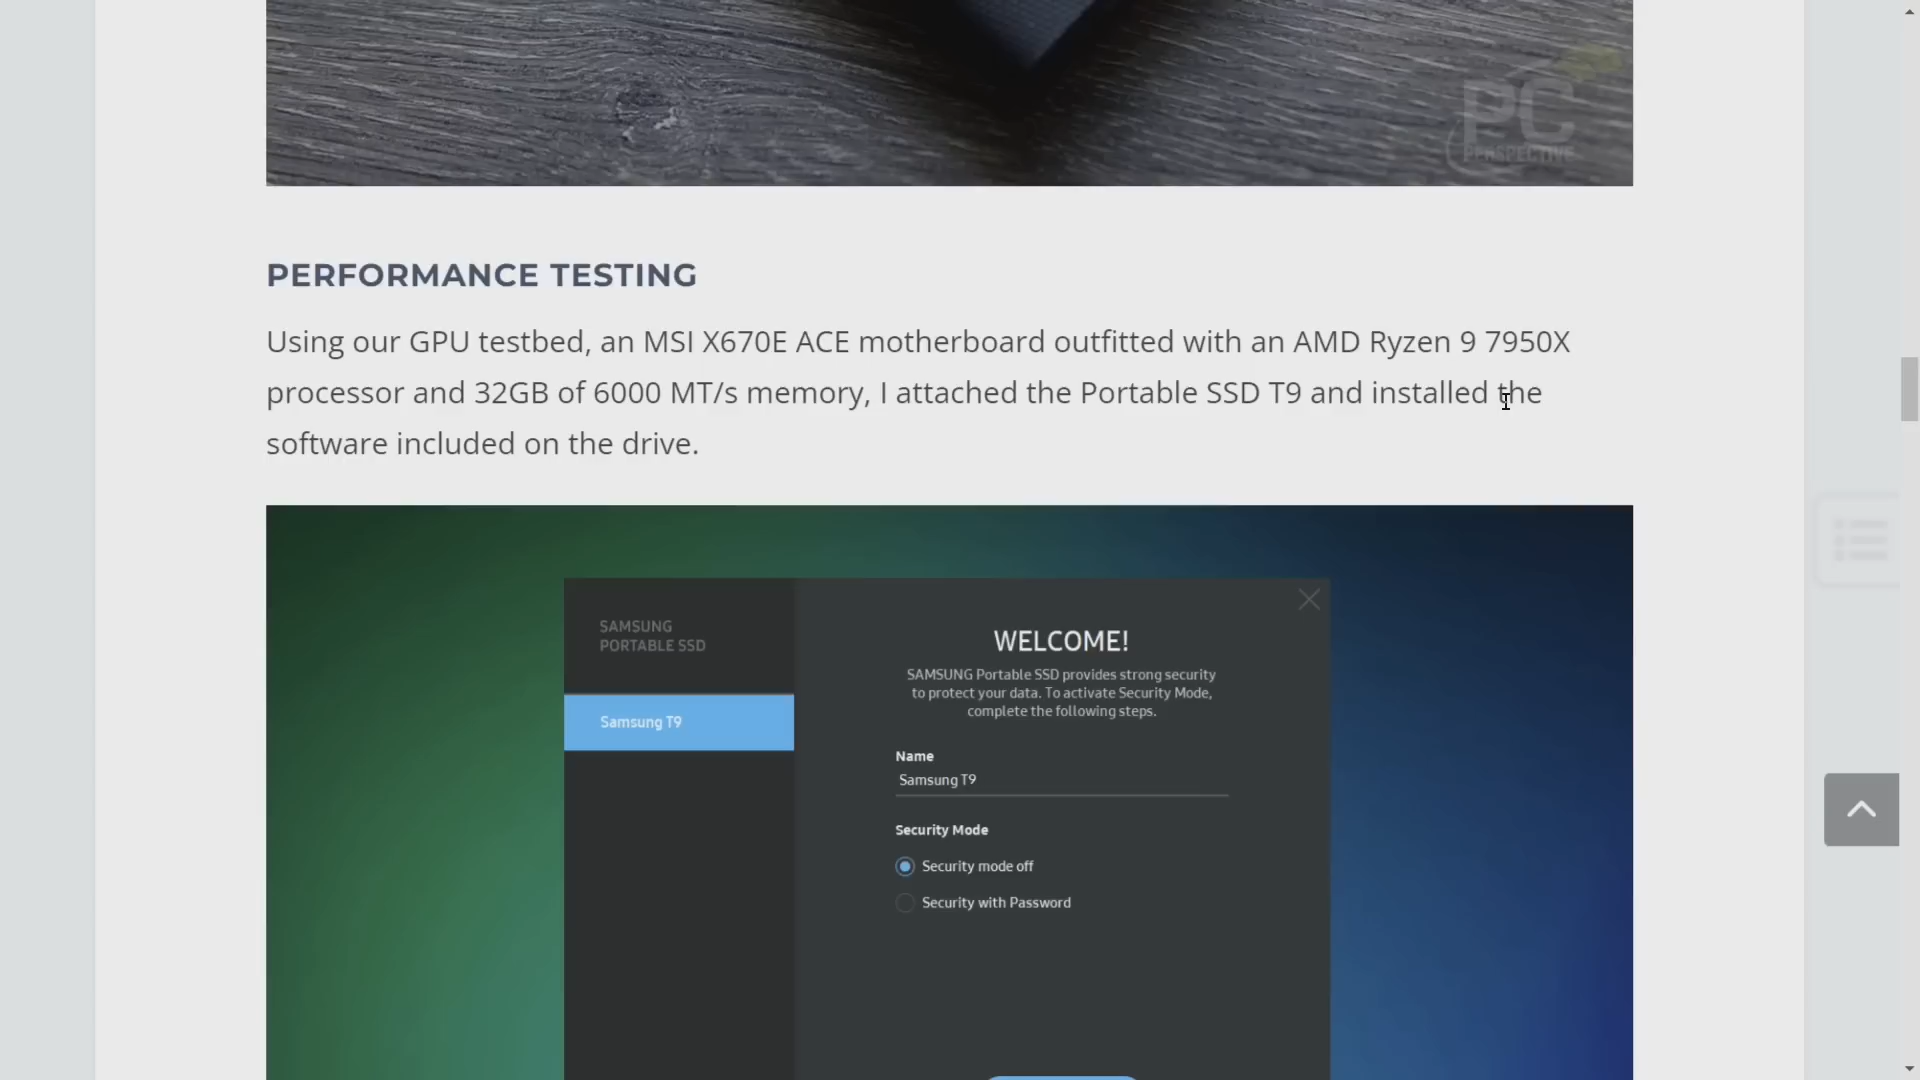 PC
PERSPECTIVE
PERFORMANCE TESTING
Using our GPU testbed, an MSI X670E ACE motherboard outfitted with an AMD Ryzen 9 7950X
processor and 32GB of 6000 MT/s memory, I attached the Portable SSD T9 and installed the
software included on the drive.
SAMSUNG
PORTABLE SSD
Samsung T9
WELCOME!
SAMSUNG Portable SSD provides strong security
to protect your data. To activate Security Mode,
complete the following steps.
Name
Samsung T9
Security Mode
Security mode off
Security with Password